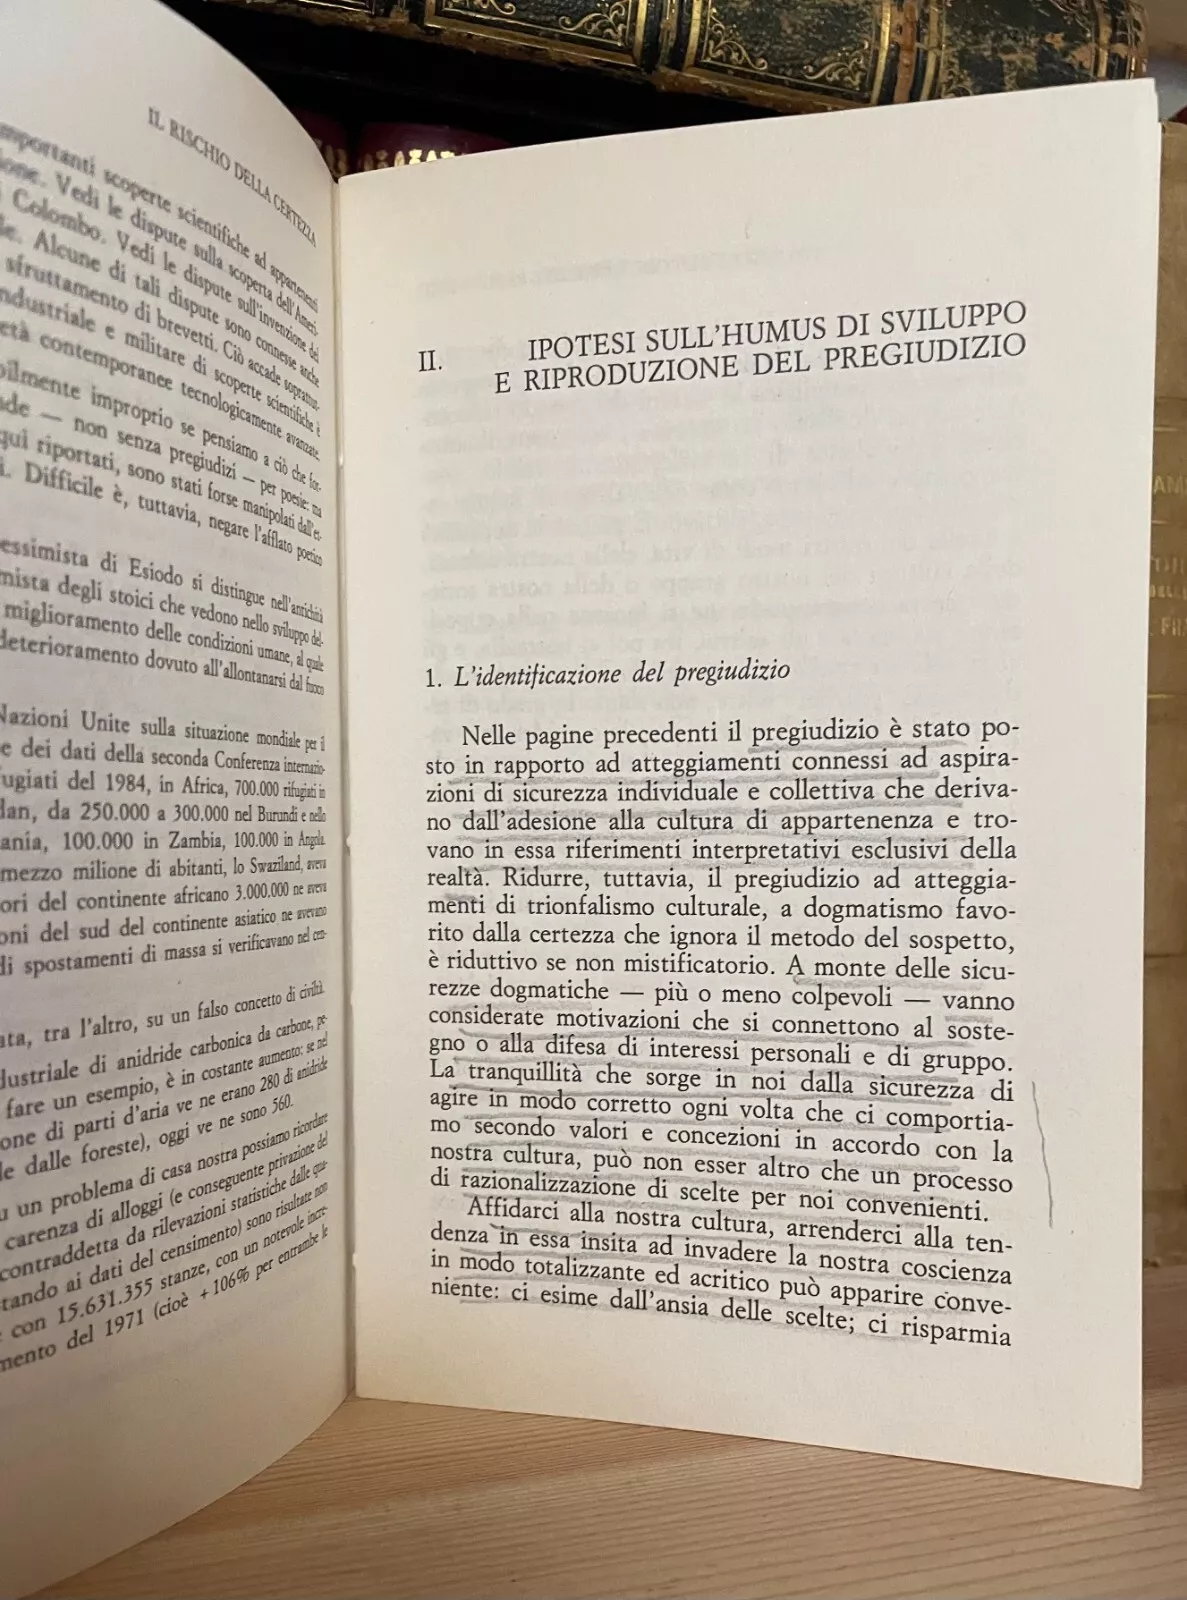 IL RISCHIO DELLA CERTEZZA
importanti scoperte scientifiche ad appartenenti
Vedi le dispute sulla scoperta dell'Ameri-
Colombo. Vedi le dispute sull'invenzione del
Alcune di tali dispute sono connesse anche
sfruttamento di brevetti. Ciò accade soprattut-
industriale e militare di scoperte scientifiche è
età contemporanee tecnologicamente avanzate.
improprio se pensiamo a ciò che for-
— non senza pregiudizi — per poesie; ma
qui riportati, sono stati forse manipolati dall'es-
Difficile è, tuttavia, negare l'afflato poetico
essimista di Esiodo si distingue nell'antichità
mista degli stoici che vedono nello sviluppo del-
miglioramento delle condizioni umane, al quale
deterioramento dovuto all'allontanarsi dal fuoco
Nazioni Unite sulla situazione mondiale per il
e dei dati della seconda Conferenza internazio-
fugiati del 1984, in Africa, 700.000 rifugiati in
dan, da 250.000 a 300.000 nel Burundi e nello
ania, 100.000 in Zambia, 100.000 in Angola.
mezzo milione di abitanti, lo Swaziland, aveva
ori del continente africano 3.000.000 ne aveva
oni del sud del continente asiatico ne avevano
di spostamenti di massa si verificavano nel cen-
ata, tra l'altro, su un falso concetto di civiltà.
dustriale di anidride carbonica da carbone, pe-
fare un esempio, è in costante aumento: se nel
one di parti d'aria ve ne erano 280 di anidride
le dalle foreste), oggi ve ne sono 560.
u un problema di casa nostra possiamo ricordare
carenza di alloggi (e conseguente privazione del
contraddetta da rilevazioni statistiche dalle qua-
tando ai dati del censimento) sono risultate non
con 15.631.355 stanze, con un notevole incre-
mento del 1971 (cioè +106% per entrambe le
II. IPOTESI SULL'HUMUS DI SVILUPPO
E RIPRODUZIONE DEL PREGIUDIZIO
1. L'identificazione del pregiudizio
Nelle pagine precedenti il pregiudizio è stato po-
sto in rapporto ad atteggiamenti connessi ad aspira-
zioni di sicurezza individuale e collettiva che deriva-
no dall'adesione alla cultura di appartenenza e tro-
vano in essa riferimenti interpretativi esclusivi della
realtà. Ridurre, tuttavia, il pregiudizio ad atteggia-
menti di trionfalismo culturale, a dogmatismo favo-
rito dalla certezza che ignora il metodo del sospetto,
è riduttivo se non mistificatorio. A monte delle sicu-
rezze dogmatiche — più o meno colpevoli — vanno
considerate motivazioni che si connettono al soste-
gno o alla difesa di interessi personali e di gruppo.
La tranquillità che sorge in noi dalla sicurezza di
agire in modo corretto ogni volta che ci comportia-
mo secondo valori e concezioni in accordo con la
nostra cultura, può non esser altro che un processo
di razionalizzazione di scelte per noi convenienti.
Affidarci alla nostra cultura, arrenderci alla ten-
denza in essa insita ad invadere la nostra coscienza
in modo totalizzante ed acritico può apparire conve-
niente: ci esime dall'ansia delle scelte; ci risparmia